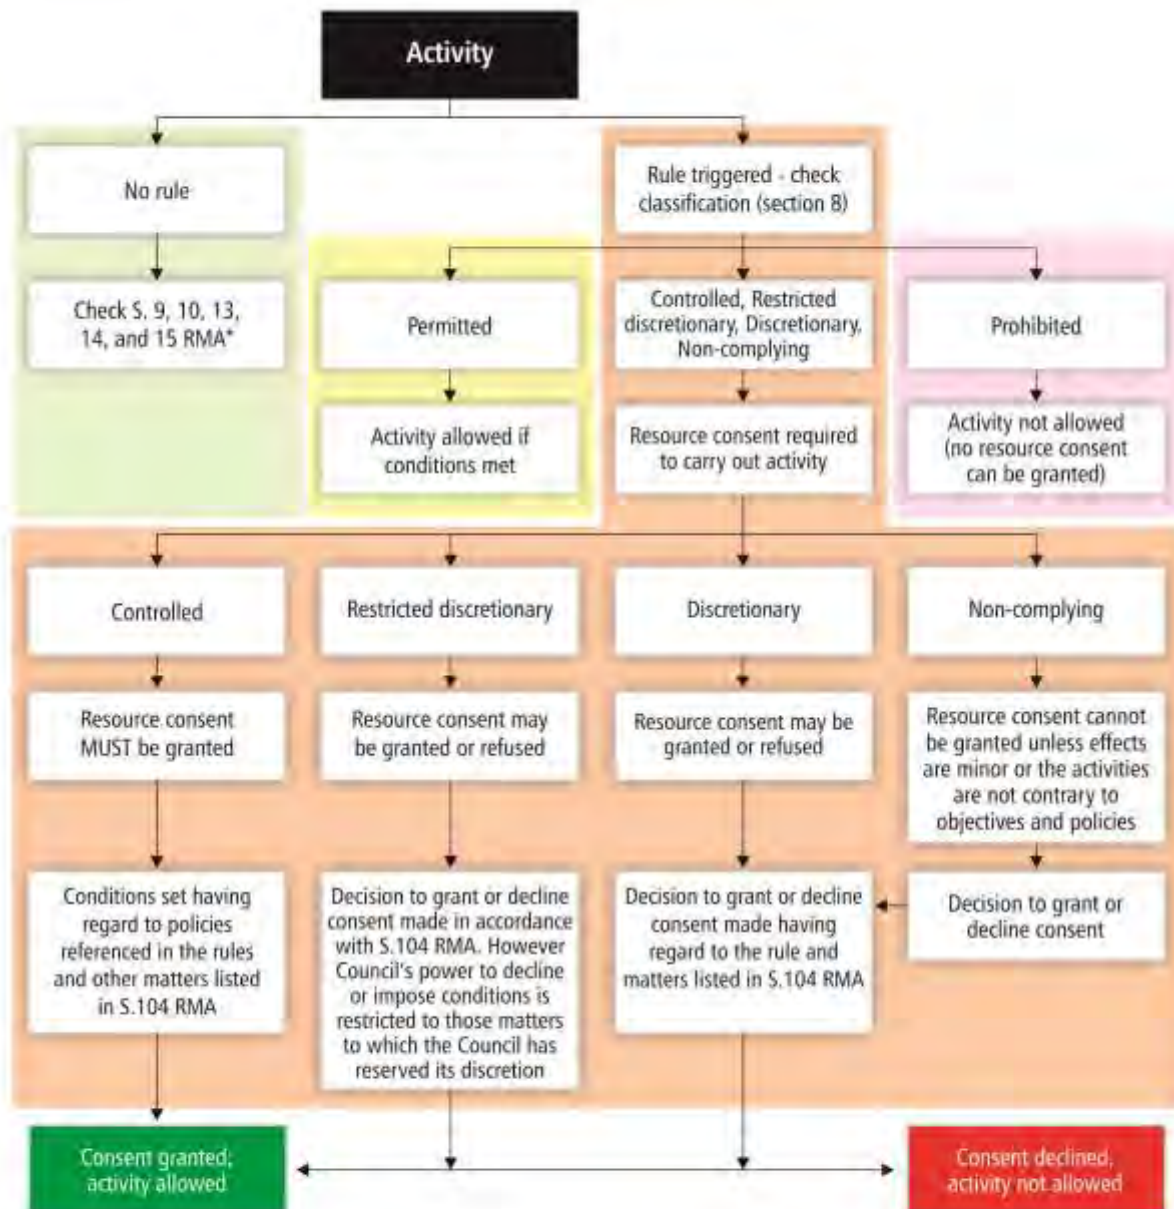 Activity
No rule
Rule triggered - check
classification (section 8)
Check S. 9, 10, 13,
14, and 15 RMA*
Permitted
Controlled, Restricted
discretionary, Discretionary,
Non-complying
Prohibited
Activity allowed if
conditions met
Resource consent required
to carry out activity
Activity not allowed
(no resource consent
can be granted)
Controlled
Restricted discretionary
Discretionary
Non-complying
Resource consent
MUST be granted
Resource consent may
be granted or refused
Resource consent may be
granted or refused
Resource consent cannot
be granted unless effects
are minor or the activities
are not contrary to
objectives and policies
Conditions set having
regard to policies
referenced in the rules
and other matters listed
in S.104 RMA
Decision to grant or decline
consent made in accordance
with S.104 RMA. However
Council's power to decline
or impose conditions is
restricted to those matters
to which the Council has
reserved its discretion
Decision to grant or decline
consent made having
regard to the rule and
matters listed in S.104 RMA
Decision to grant or
decline consent
Consent granted,
activity allowed
Consent declined,
activity not allowed